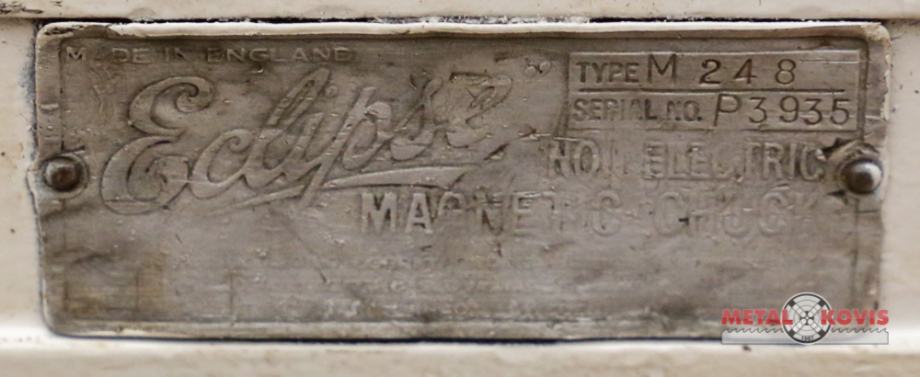 MADE IN ENGLAND
Eclipse
TYPE M 248
SERIAL NO. P3935
NON ELECTRIC
MAGNETIC CHUCK
METAL KOVIS